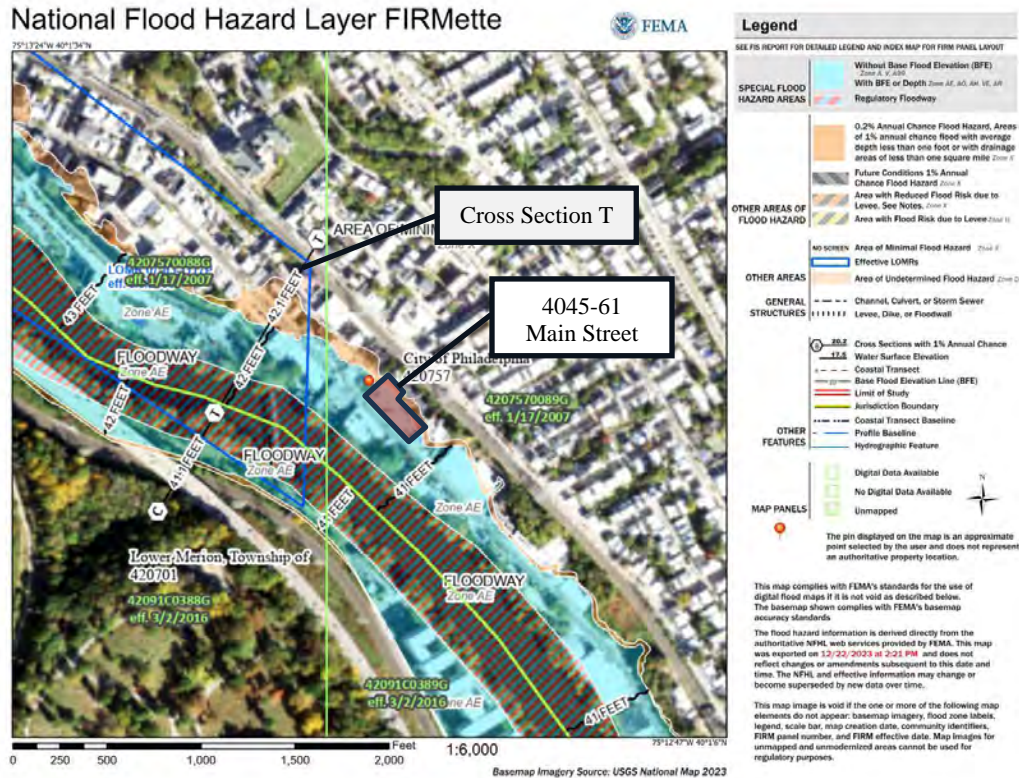 National Flood Hazard Layer FIRMette
FEMA
75°13'24"W 40°1'34"N
Cross Section T
4045-61
Main Street
T
AREA OF MINIM
4207570088G
eff. 1/17/2007
42.1 FEET
43 FEET
Zone AE
42 FEET
FLOODWAY
Zone AE
42 FEET
City of Philadelphia
420757
4207570089G
eff. 1/17/2007
T
FLOODWAY
Zone AE
41.1 FEET
41 FEET
41 FEET
Zone AE
C
Lower Merion, Township of
420701
FLOODWAY
Zone AE
42091C0388G
eff. 3/2/2016
42091C0389G
eff. 3/2/2016
41 FEET
75°12'47"W 40°1'6"N
Feet
1:6,000
0 250 500 1,000 1,500 2,000
Basemap Imagery Source: USGS National Map 2023
Legend
SEE FIS REPORT FOR DETAILED LEGEND AND INDEX MAP FOR FIRM PANEL LAYOUT
SPECIAL FLOOD
HAZARD AREAS
Without Base Flood Elevation (BFE)
Zone A, V, A99
With BFE or Depth Zone AE, AO, AH, VE, AR
Regulatory Floodway
OTHER AREAS OF
FLOOD HAZARD
0.2% Annual Chance Flood Hazard, Areas
of 1% annual chance flood with average
depth less than one foot or with drainage
areas of less than one square mile Zone X
Future Conditions 1% Annual
Chance Flood Hazard Zone X
Area with Reduced Flood Risk due to
Levee. See Notes. Zone X
Area with Flood Risk due to Levee Zone D
OTHER AREAS
NO SCREEN Area of Minimal Flood Hazard Zone X
Effective LOMRs
Area of Undetermined Flood Hazard Zone D
GENERAL
STRUCTURES
Channel, Culvert, or Storm Sewer
Levee, Dike, or Floodwall
OTHER
FEATURES
20.2 Cross Sections with 1% Annual Chance
17.5 Water Surface Elevation
Coastal Transect
Base Flood Elevation Line (BFE)
Limit of Study
Jurisdiction Boundary
Coastal Transect Baseline
Profile Baseline
Hydrographic Feature
MAP PANELS
Digital Data Available
No Digital Data Available
Unmapped
N
The pin displayed on the map is an approximate
point selected by the user and does not represent
an authoritative property location.
This map complies with FEMA's standards for the use of
digital flood maps if it is not void as described below.
The basemap shown complies with FEMA's basemap
accuracy standards
The flood hazard information is derived directly from the
authoritative NFHL web services provided by FEMA. This map
was exported on 12/22/2023 at 2:21 PM and does not
reflect changes or amendments subsequent to this date and
time. The NFHL and effective information may change or
become superseded by new data over time.
This map image is void if the one or more of the following map
elements do not appear: basemap imagery, flood zone labels,
legend, scale bar, map creation date, community identifiers,
FIRM panel number, and FIRM effective date. Map images for
unmapped and unmodernized areas cannot be used for
regulatory purposes.